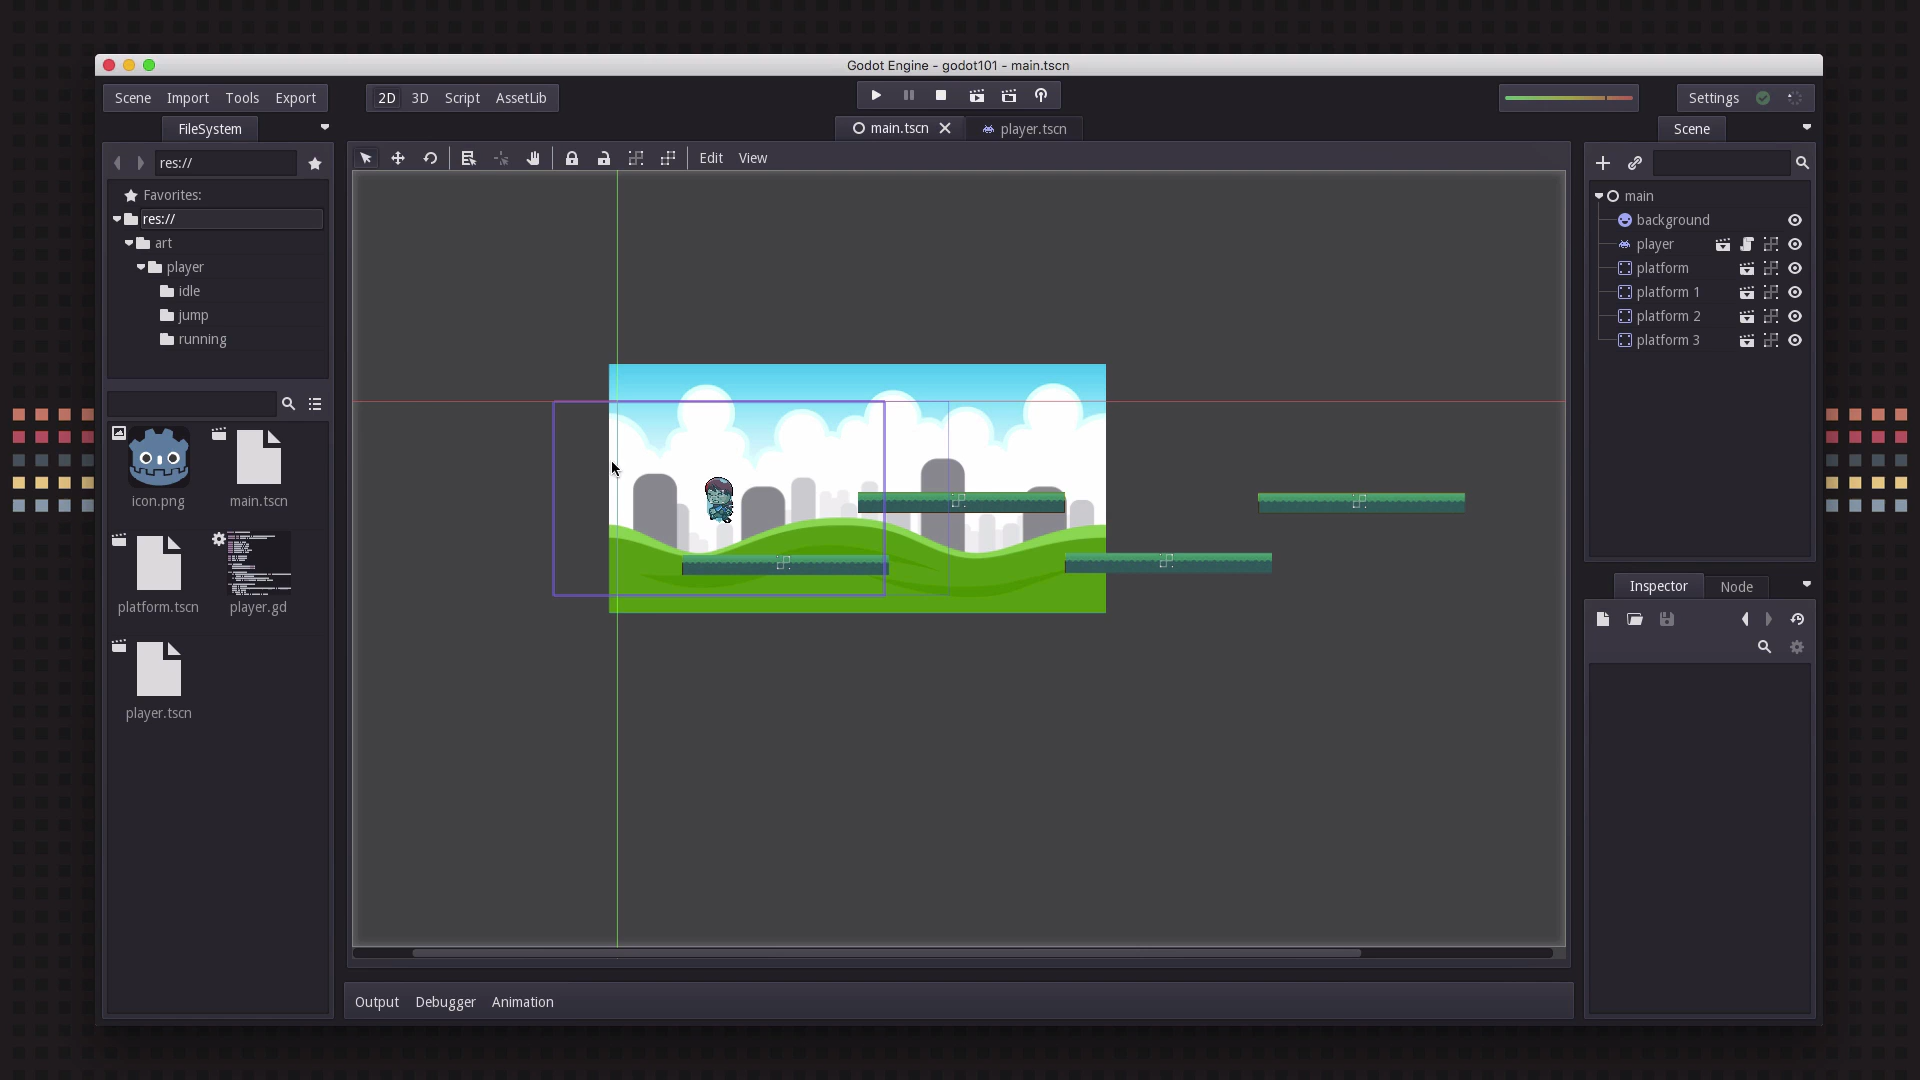 Godot Engine - godot101 - main.tscn
Scene Import Tools Export
2D 3D Script AssetLib
Settings
FileSystem
main.tscn
player.tscn
Scene
res://
Edit View
Favorites:
res://
art
player
idle
jump
running
icon.png
main.tscn
platform.tscn
player.gd
player.tscn
main
background
player
platform
platform 1
platform 2
platform 3
Inspector
Node
Output Debugger Animation